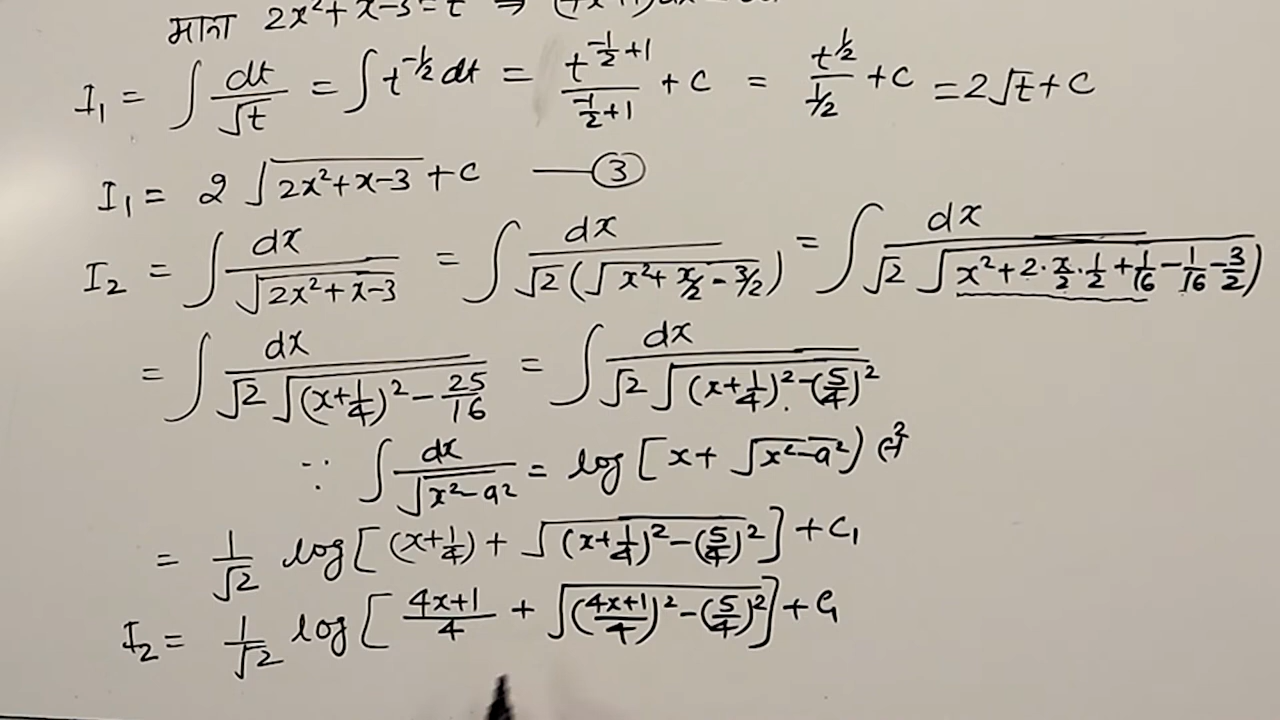 माना 2x²+x-3=t ⇒ (4x+1)dx
I₁ = ∫ dt/√t = ∫ t^(-1/2) dt = t^(-1/2+1)/(-1/2+1) + C = t^(1/2)/(1/2) + C = 2√t + C
I₁ = 2 √(2x²+x-3) + C —③
I₂ = ∫ dx/√(2x²+x-3) = ∫ dx/(√2 (√(x²+x/2-3/2))) = ∫ dx/(√2 √(x²+2·x/2·1/2+1/16-1/16-3/2))
= ∫ dx/(√2 √((x+1/4)²-25/16)) = ∫ dx/(√2 √((x+1/4)²-(5/4)²))
∵ ∫ dx/√(x²-a²) = log[x+√(x²-a²))
= 1/√2 log[(x+1/4)+√((x+1/4)²-(5/4)²)] + C₁
I₂ = 1/√2 log[(4x+1)/4 + √(((4x+1)/4)²-(5/4)²)] + C₁